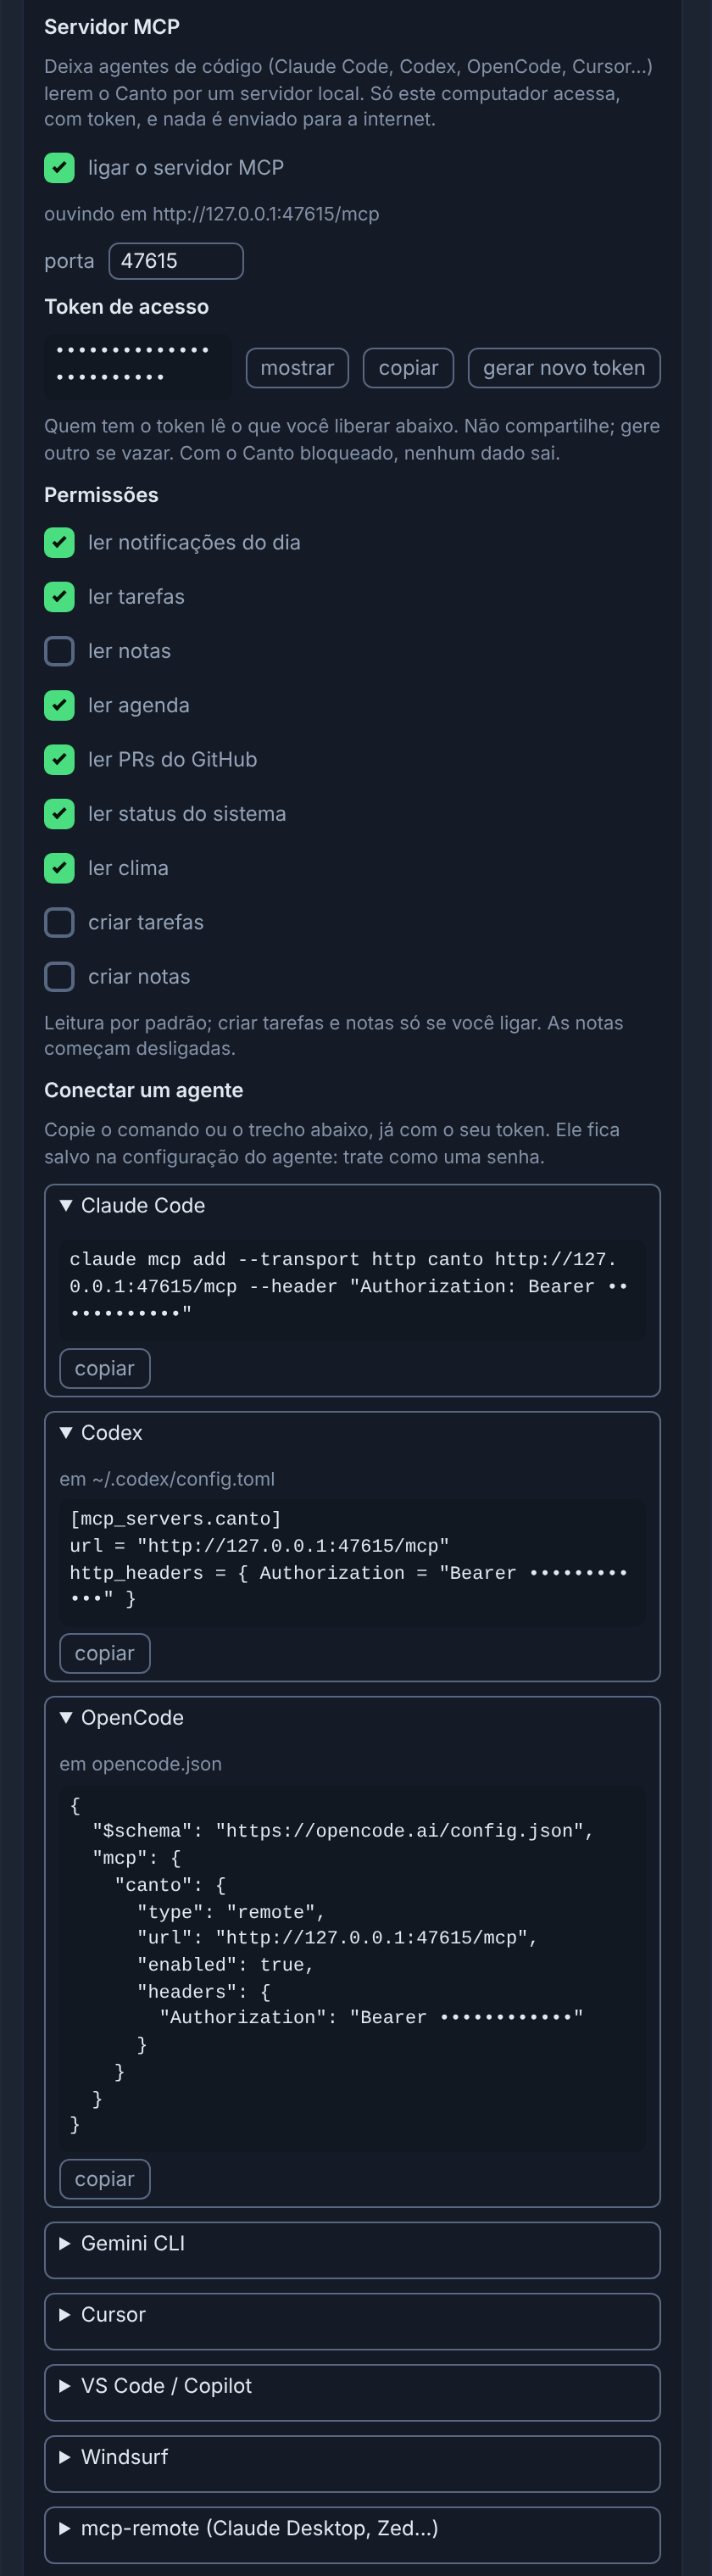 Servidor MCP
Deixa agentes de código (Claude Code, Codex, OpenCode, Cursor...)
lerem o Canto por um servidor local. Só este computador acessa,
com token, e nada é enviado para a internet.
ligar o servidor MCP
ouvindo em http://127.0.0.1:47615/mcp
porta 47615
Token de acesso
••••••••••••••
••••••••••
mostrar copiar gerar novo token
Quem tem o token lê o que você liberar abaixo. Não compartilhe; gere
outro se vazar. Com o Canto bloqueado, nenhum dado sai.
Permissões
ler notificações do dia
ler tarefas
ler notas
ler agenda
ler PRs do GitHub
ler status do sistema
ler clima
criar tarefas
criar notas
Leitura por padrão; criar tarefas e notas só se você ligar. As notas
começam desligadas.
Conectar um agente
Copie o comando ou o trecho abaixo, já com o seu token. Ele fica
salvo na configuração do agente: trate como uma senha.
▼ Claude Code
claude mcp add --transport http canto http://127.
0.0.1:47615/mcp --header "Authorization: Bearer ••
••••••••••"
copiar
▼ Codex
em ~/.codex/config.toml
[mcp_servers.canto]
url = "http://127.0.0.1:47615/mcp"
http_headers = { Authorization = "Bearer •••••••••
•••" }
copiar
▼ OpenCode
em opencode.json
{
  "$schema": "https://opencode.ai/config.json",
  "mcp": {
    "canto": {
      "type": "remote",
      "url": "http://127.0.0.1:47615/mcp",
      "enabled": true,
      "headers": {
        "Authorization": "Bearer ••••••••••••"
      }
    }
  }
}
copiar
▶ Gemini CLI
▶ Cursor
▶ VS Code / Copilot
▶ Windsurf
▶ mcp-remote (Claude Desktop, Zed...)